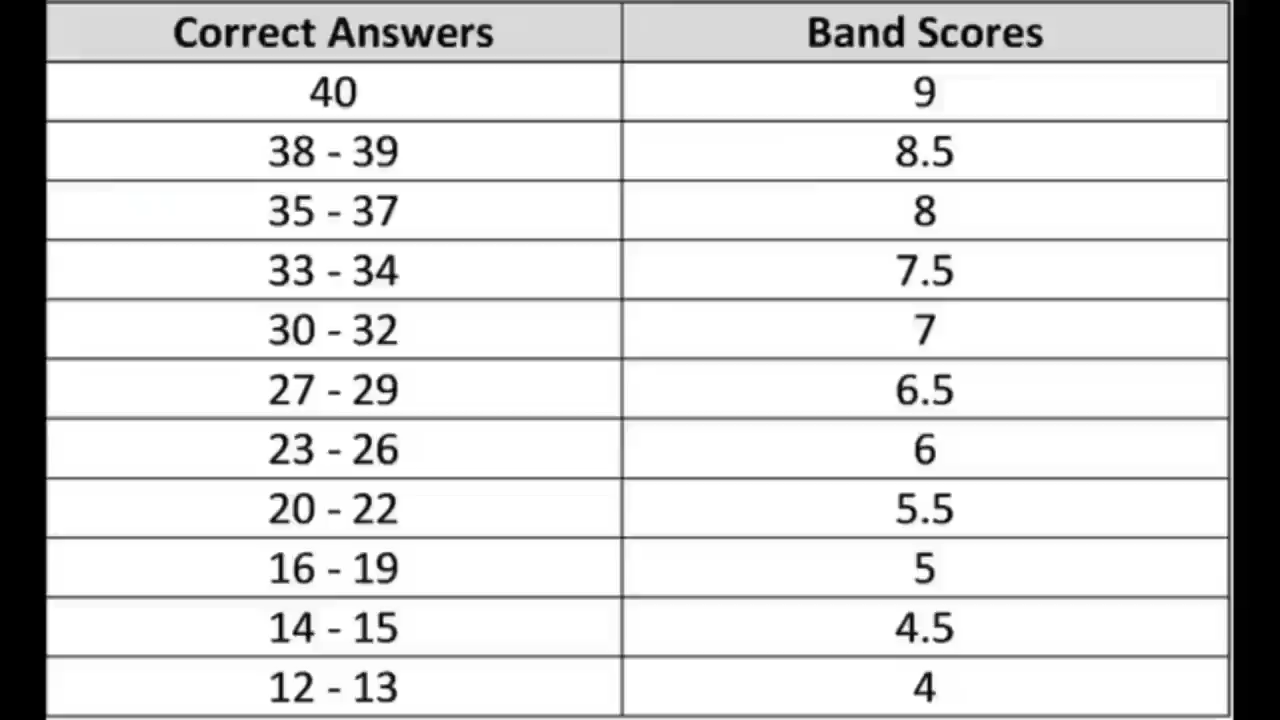 Correct Answers Band Scores
40 9
38 - 39 8.5
35 - 37 8
33 - 34 7.5
30 - 32 7
27 - 29 6.5
23 - 26 6
20 - 22 5.5
16 - 19 5
14 - 15 4.5
12 - 13 4